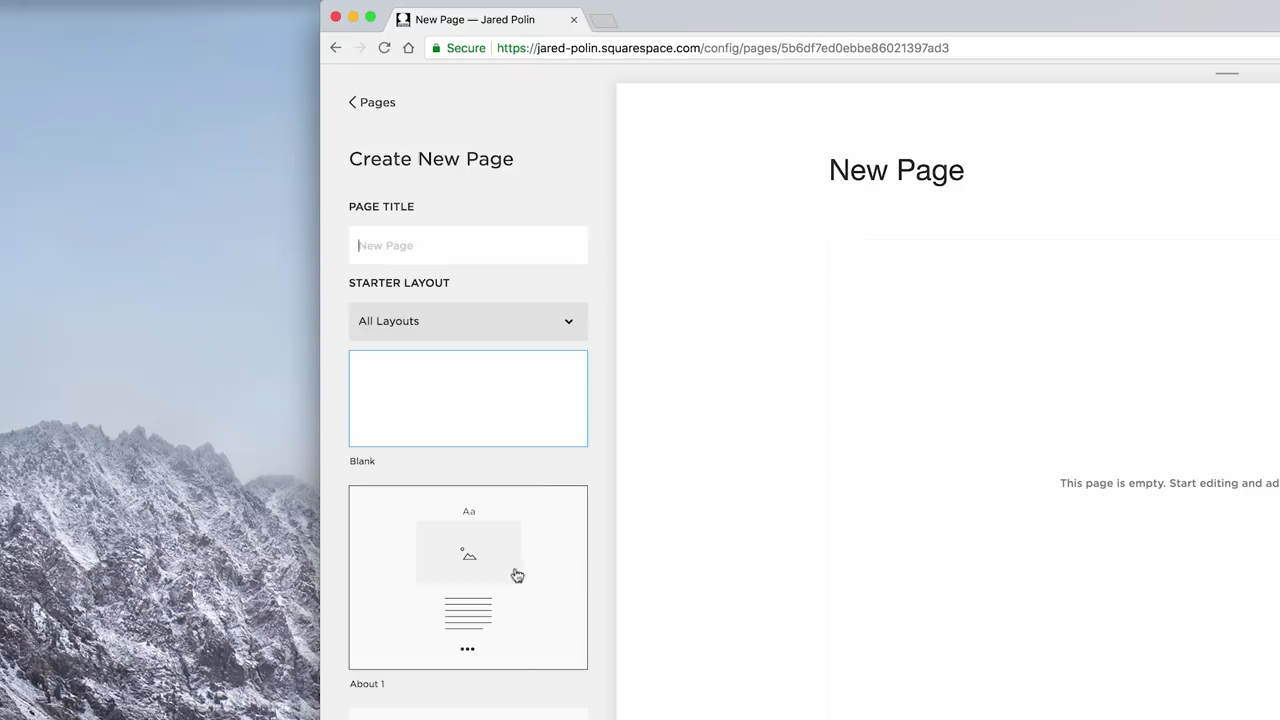 New Page — Jared Polin
Secure https://jared-polin.squarespace.com/config/pages/5b6df7ed0ebbe86021397ad3
Pages
Create New Page
New Page
PAGE TITLE
New Page
STARTER LAYOUT
All Layouts
Blank
This page is empty. Start editing and ad
Aa
About 1